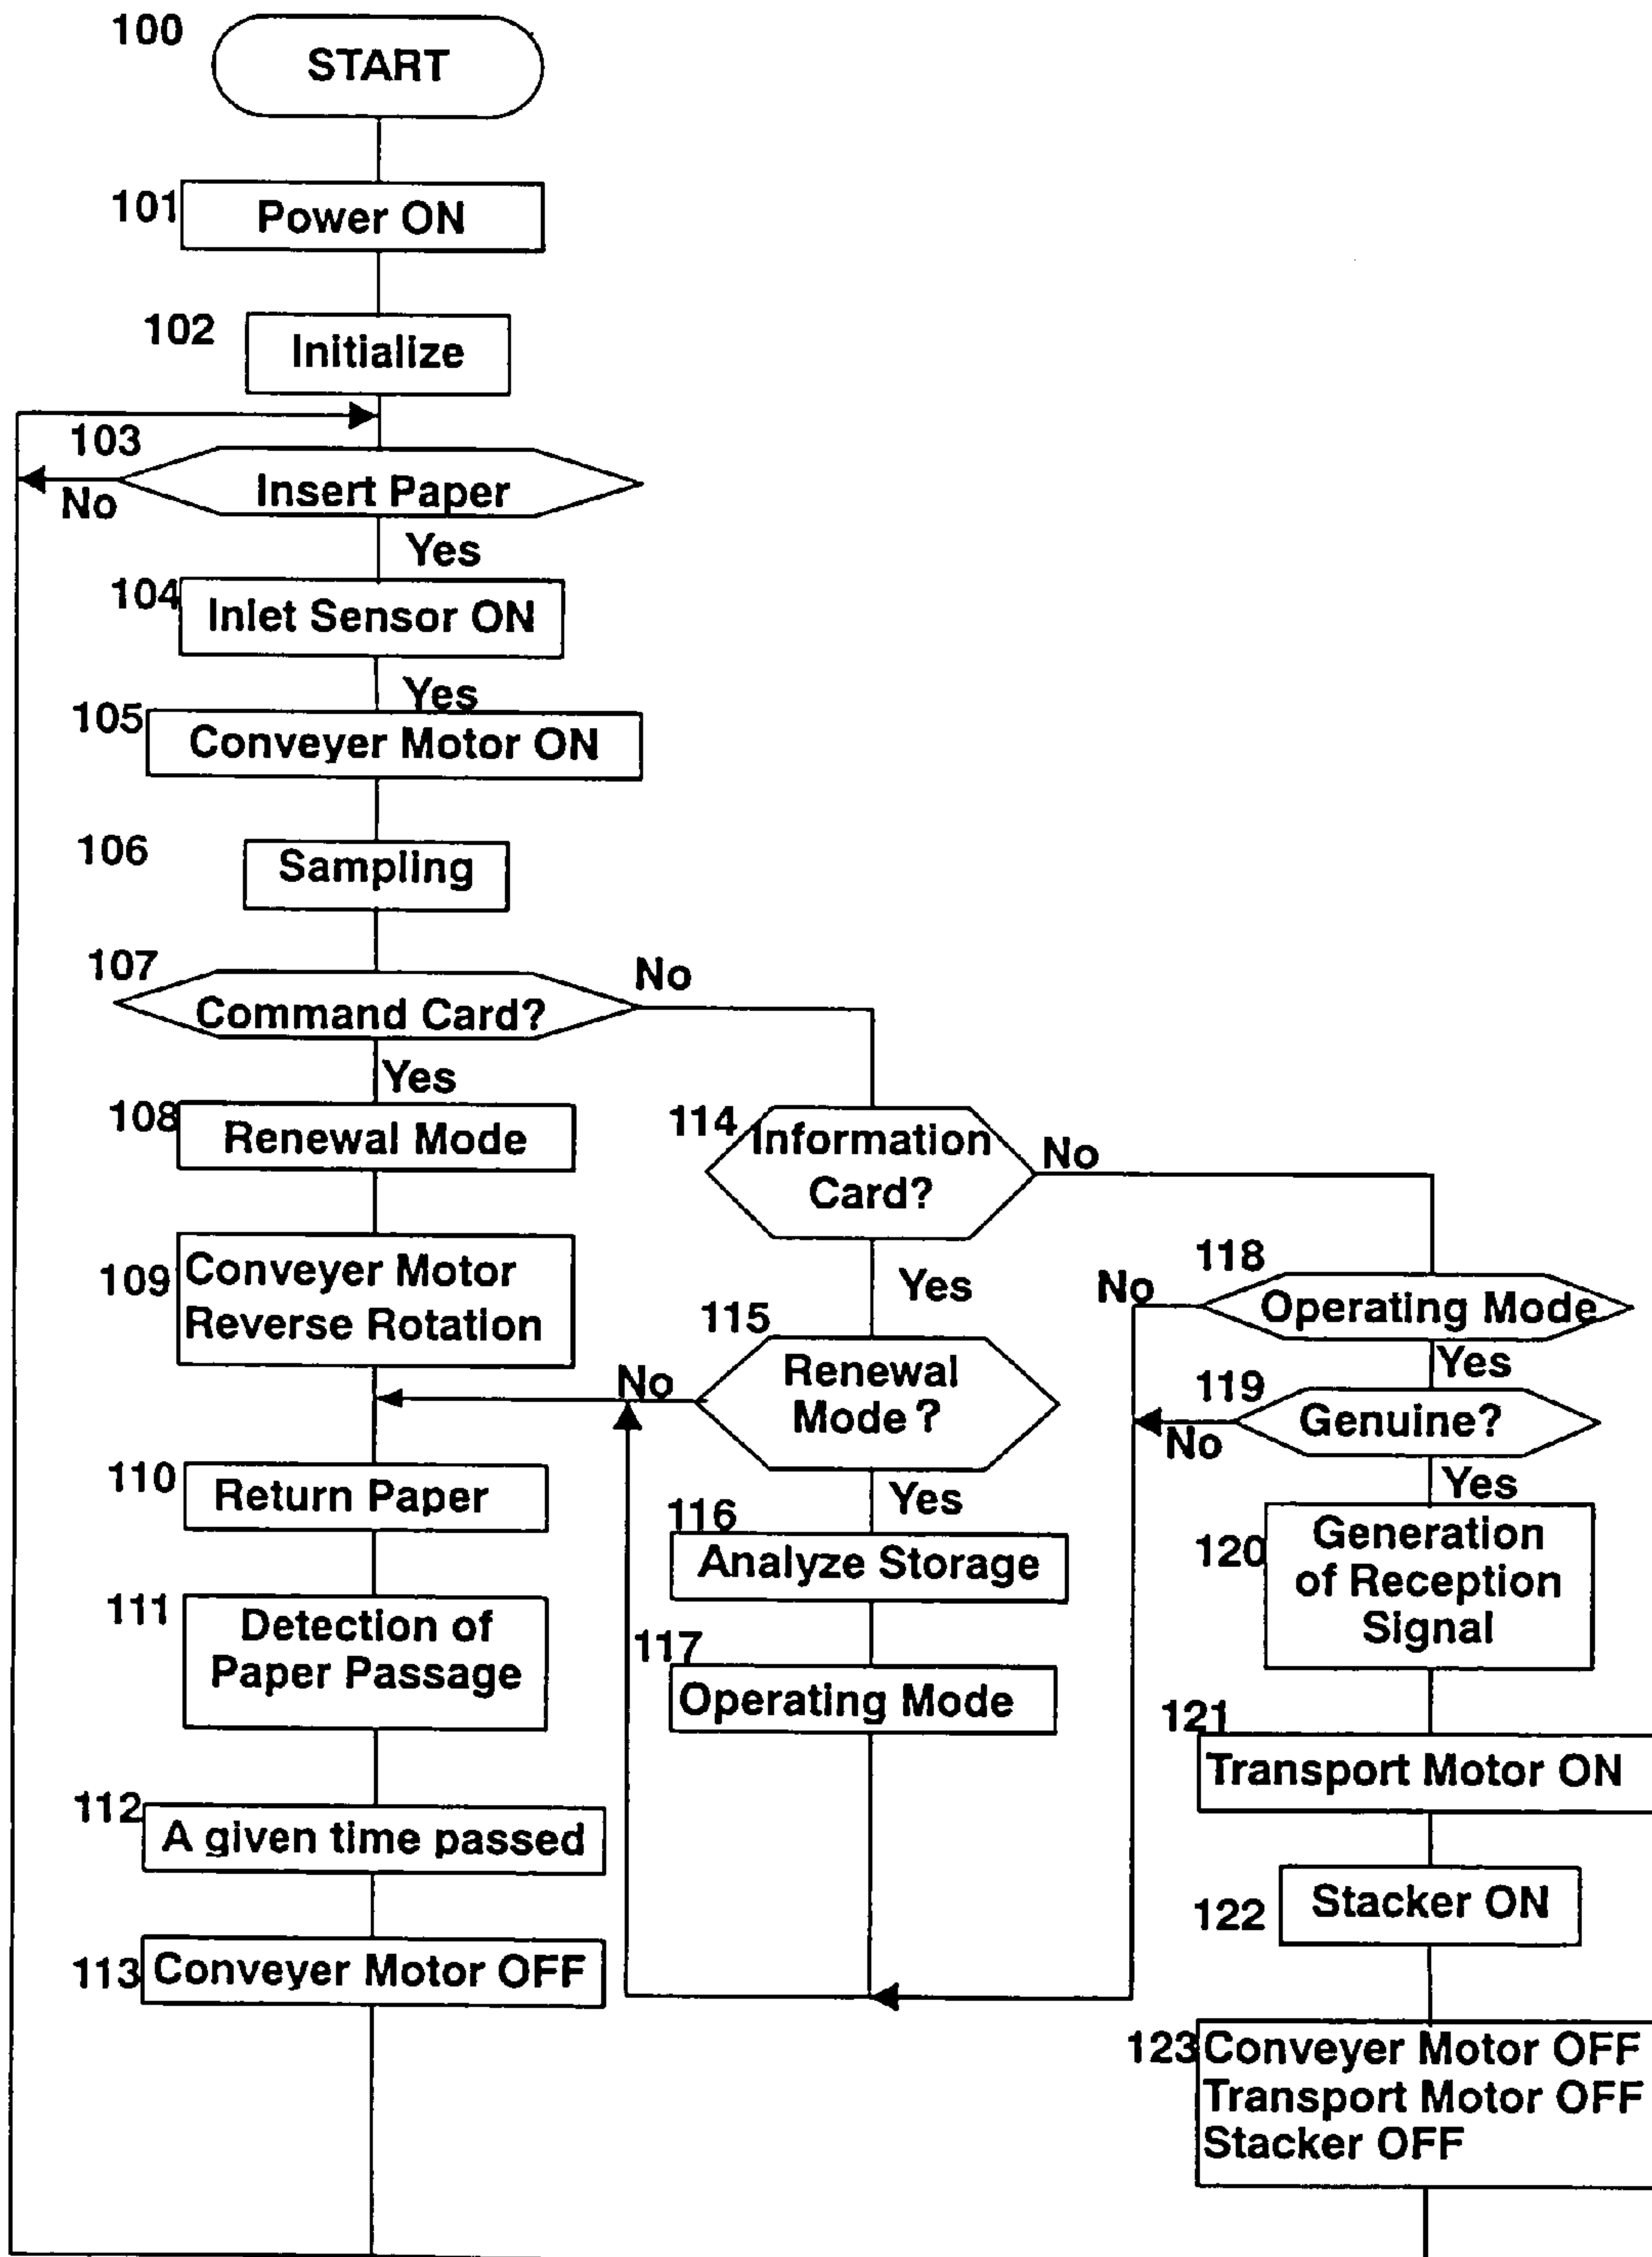 100
START
101
Power ON
102
Initialize
103
Insert Paper
No
Yes
104
Inlet Sensor ON
Yes
105
Conveyer Motor ON
106
Sampling
107
Command Card?
No
Yes
108
Renewal Mode
109
Conveyer Motor
Reverse Rotation
110
Return Paper
111
Detection of
Paper Passage
112
A given time passed
113
Conveyer Motor OFF
114
Information
Card?
No
Yes
115
Renewal
Mode?
No
Yes
116
Analyze Storage
117
Operating Mode
118
Operating Mode
No
Yes
119
Genuine?
No
Yes
120
Generation
of Reception
Signal
121
Transport Motor ON
122
Stacker ON
123
Conveyer Motor OFF
Transport Motor OFF
Stacker OFF